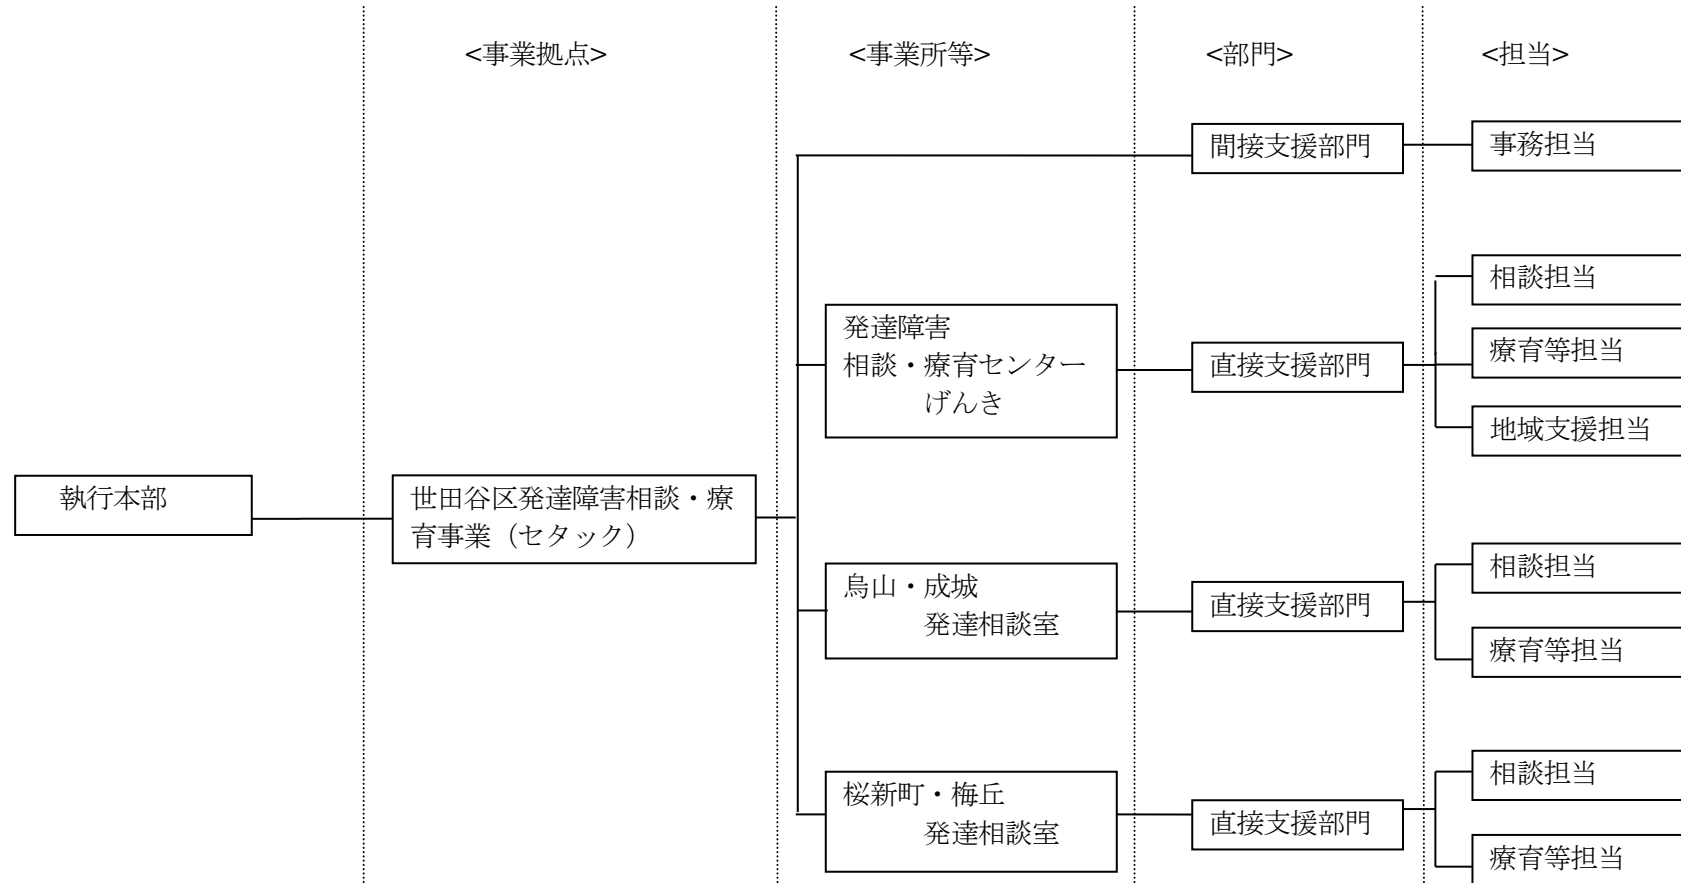 <事業拠点>
<事業所等>
<部門>
<担当>
間接支援部門
事務担当
発達障害
相談・療育センター
げんき
直接支援部門
相談担当
療育等担当
地域支援担当
執行本部
世田谷区発達障害相談・療
育事業（セタック）
烏山・成城
発達相談室
直接支援部門
相談担当
療育等担当
桜新町・梅丘
発達相談室
直接支援部門
相談担当
療育等担当